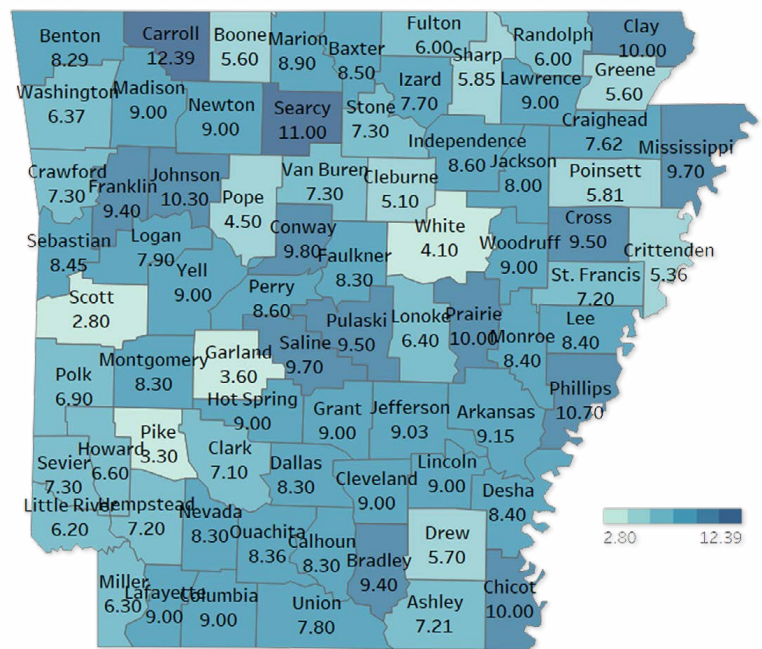 Benton
8.29
Carroll
12.39
Boone
5.60
Marion
8.90
Baxter
8.50
Fulton
6.00
Sharp
5.85
Randolph
6.00
Clay
10.00
Greene
5.60
Washington
6.37
Madison
9.00
Newton
9.00
Searcy
11.00
Stone
7.30
Izard
7.70
Lawrence
9.00
Independence
8.60
Jackson
8.00
Craighead
7.62
Mississippi
9.70
Poinsett
5.81
Crawford
7.30
Franklin
9.40
Johnson
10.30
Pope
4.50
Van Buren
7.30
Cleburne
5.10
Conway
9.80
White
4.10
Woodruff
9.00
Cross
9.50
Crittenden
5.36
Sebastian
8.45
Logan
7.90
Yell
9.00
Faulkner
8.30
St. Francis
7.20
Scott
2.80
Perry
8.60
Pulaski
9.50
Lonoke
6.40
Prairie
10.00
Monroe
8.40
Lee
8.40
Garland
3.60
Saline
9.70
Polk
6.90
Montgomery
8.30
Hot Spring
9.00
Grant
9.00
Jefferson
9.03
Arkansas
9.15
Phillips
10.70
Pike
3.30
Howard
6.60
Sevier
7.30
Clark
7.10
Dallas
8.30
Cleveland
9.00
Lincoln
9.00
Desha
8.40
Little River
6.20
Hempstead
7.20
Nevada
8.30
Ouachita
8.36
Calhoun
8.30
Bradley
9.40
Drew
5.70
Chicot
10.00
Miller
6.30
Lafayette
9.00
Columbia
9.00
Union
7.80
Ashley
7.21
2.80 12.39